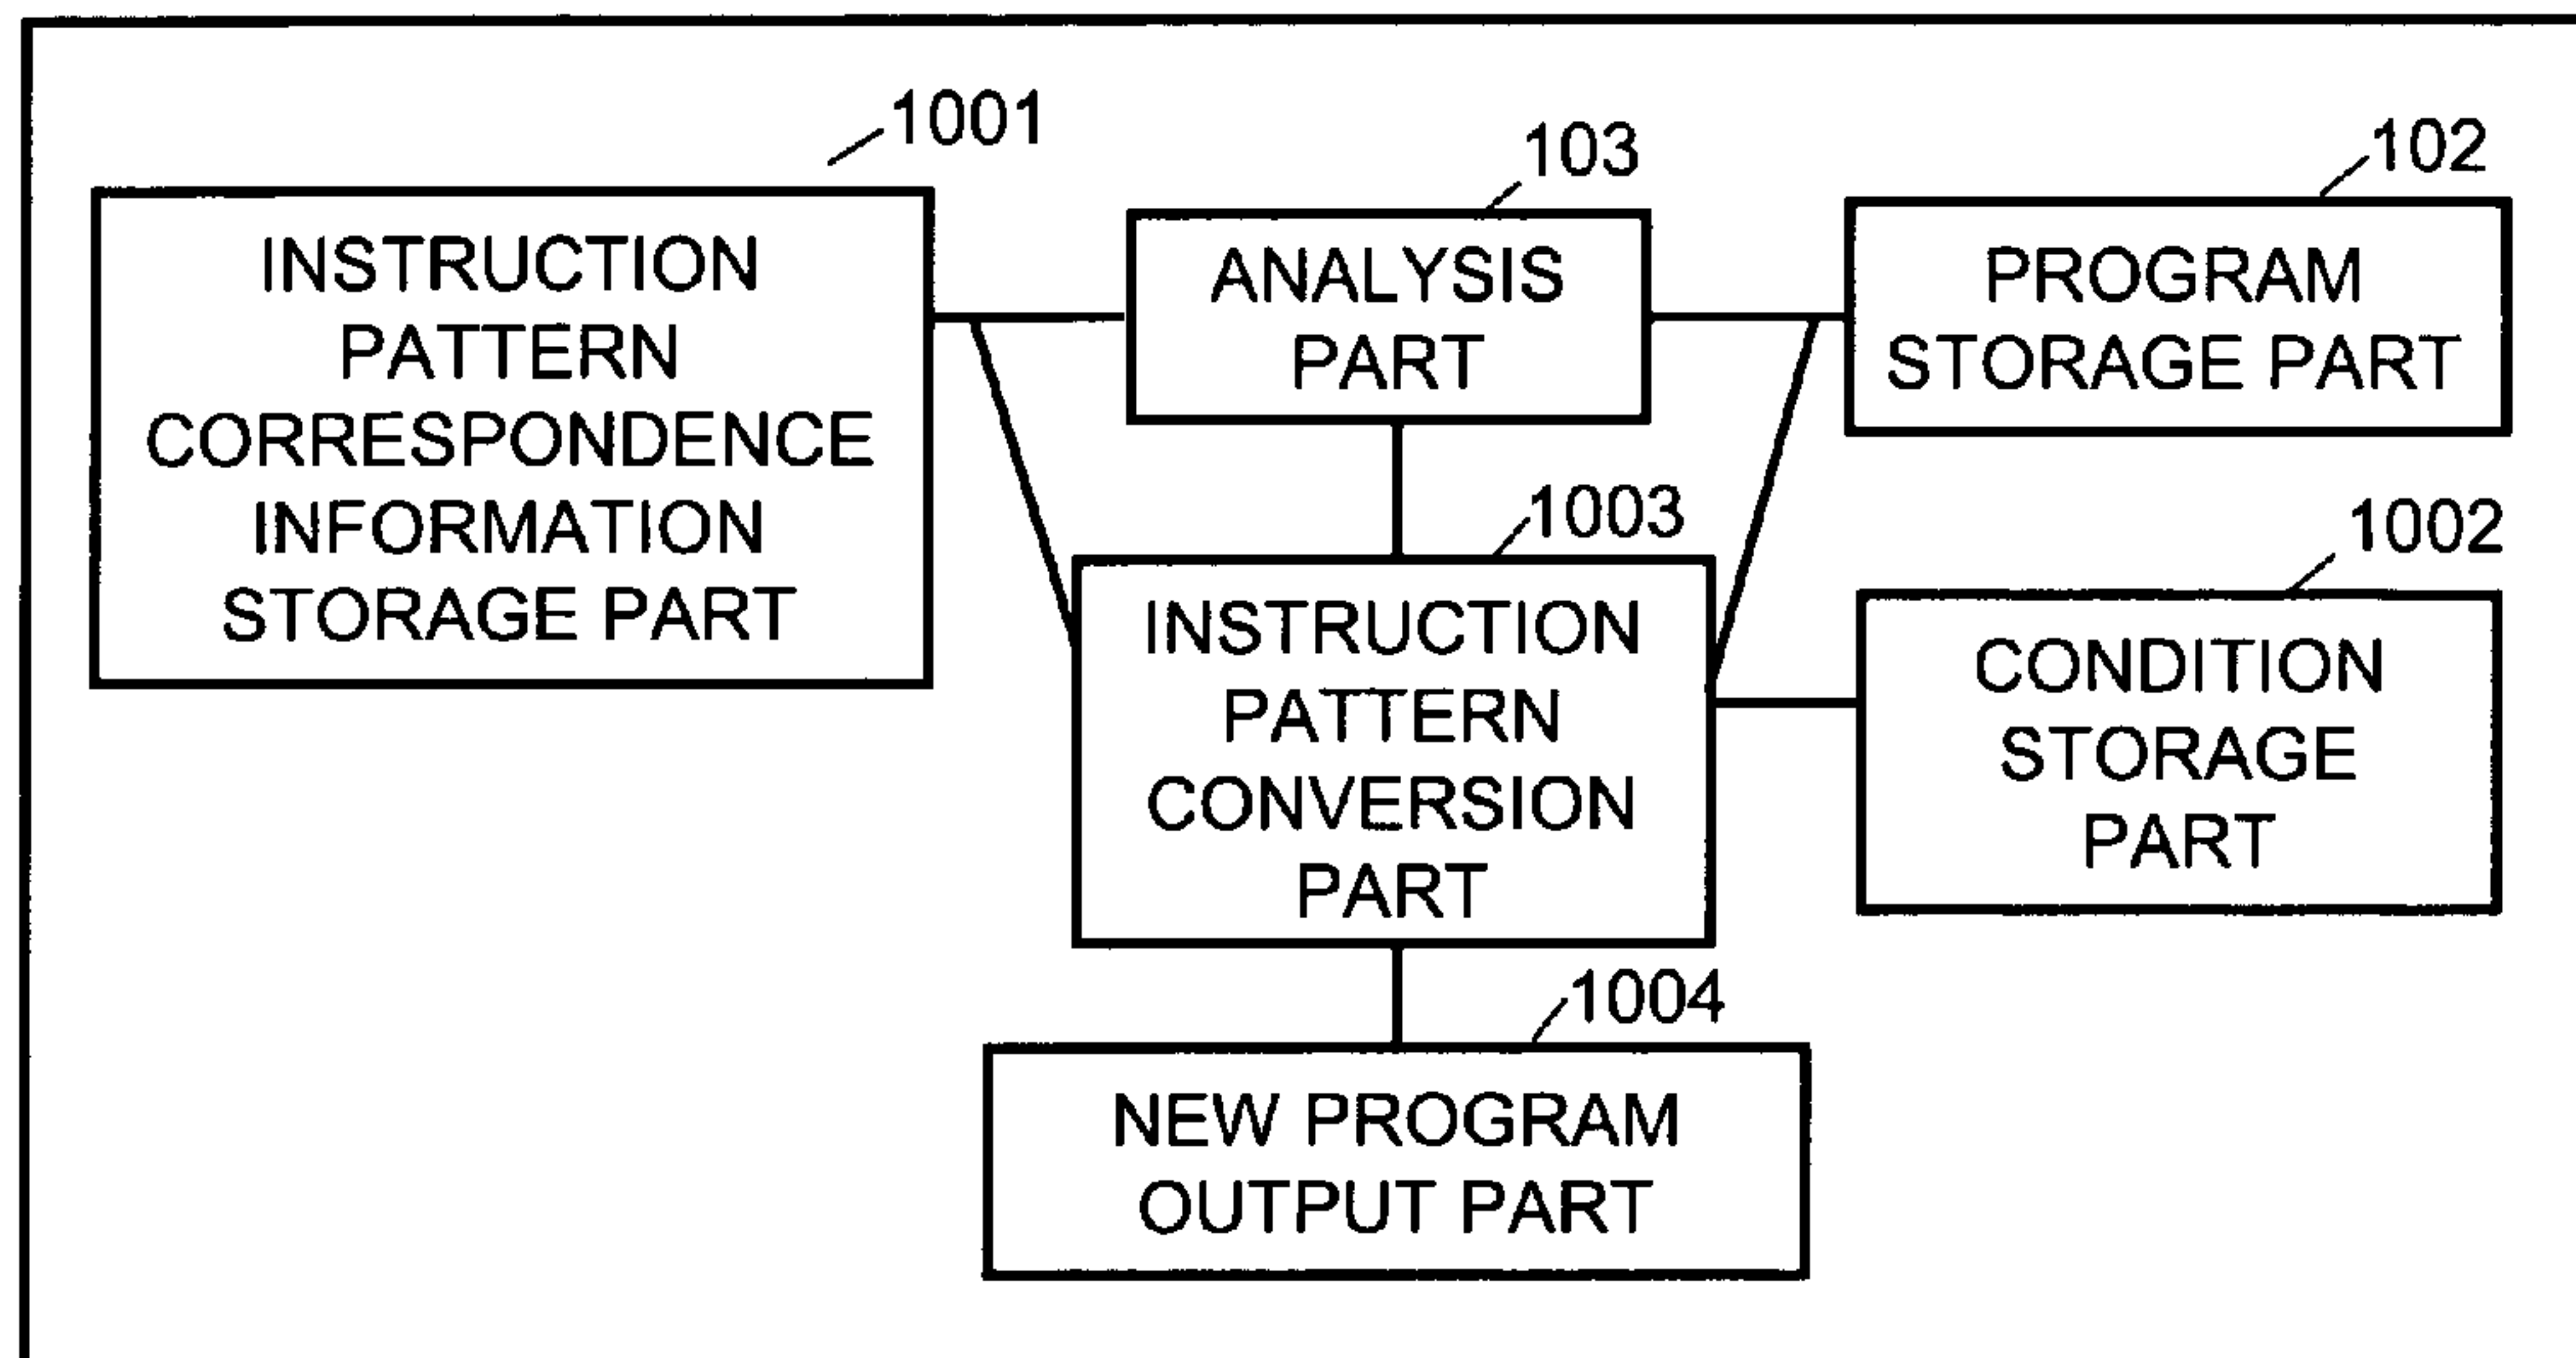 1001
INSTRUCTION
PATTERN
CORRESPONDENCE
INFORMATION
STORAGE PART
103
ANALYSIS
PART
102
PROGRAM
STORAGE PART
1003
INSTRUCTION
PATTERN
CONVERSION
PART
1002
CONDITION
STORAGE
PART
1004
NEW PROGRAM
OUTPUT PART